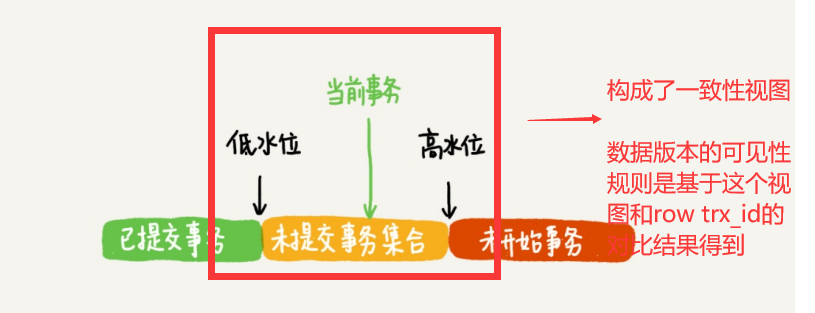 当前事务
低水位
高水位
已提交事务
未提交事务集合
未开始事务
构成了一致性视图
数据版本的可见性
规则是基于这个视
图和row trx_id的
对比结果得到